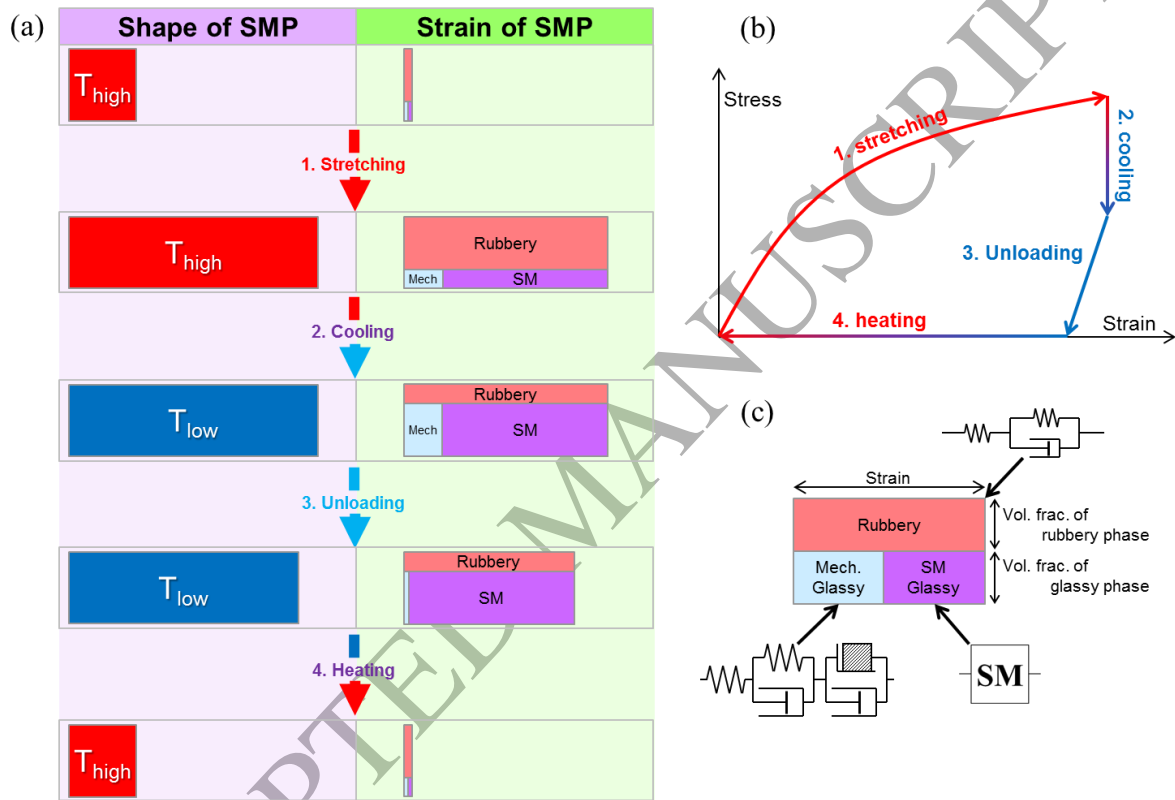 (a)
Shape of SMP
Strain of SMP
T high
1. Stretching
T high
Rubbery
Mech
SM
2. Cooling
T low
Rubbery
Mech
SM
3. Unloading
T low
Rubbery
SM
4. Heating
T high
(b)
Stress
1. stretching
2. cooling
3. Unloading
4. heating
Strain
(c)
Strain
Rubbery
Vol. frac. of
rubbery phase
Mech.
Glassy
SM
Glassy
Vol. frac. of
glassy phase
SM
PTED MANUSCRIPT